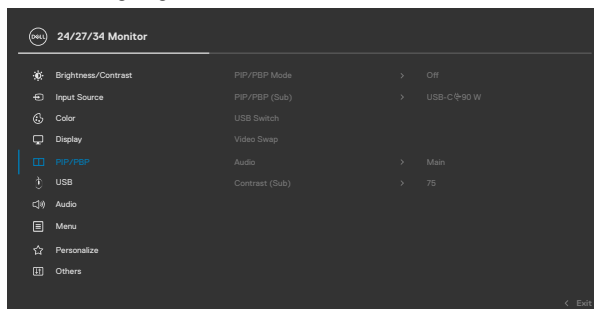 DELL 24/27/34 Monitor
Brightness/Contrast PIP/PBP Mode > Off
Input Source PIP/PBP (Sub) > USB-C 90 W
Color USB Switch
Display Video Swap
PIP/PBP Audio > Main
USB Contrast (Sub) > 75
Audio
Menu
Personalize
Others
< Exit